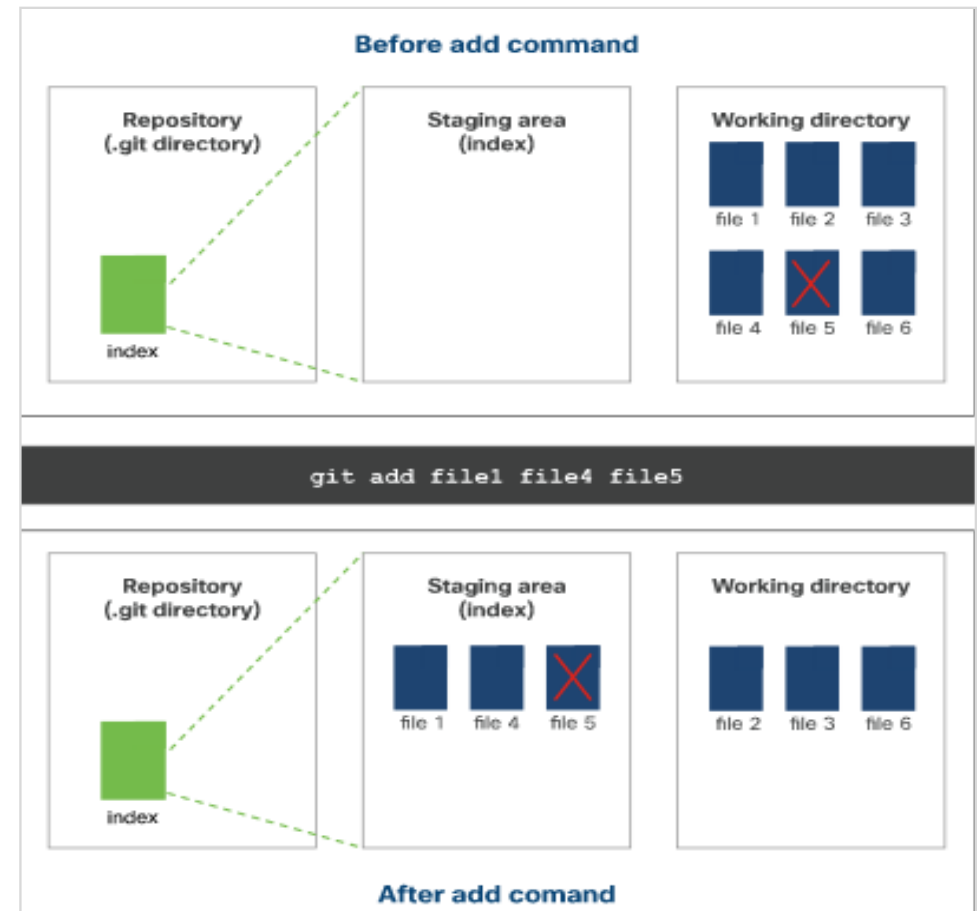 Before add command
Repository
(.git directory)
Staging area
(index)
Working directory
file 1 file 2 file 3
file 4 file 5 file 6
index
git add file1 file4 file5
Repository
(.git directory)
Staging area
(index)
Working directory
file 1 file 4 file 5
file 2 file 3 file 6
index
After add comand